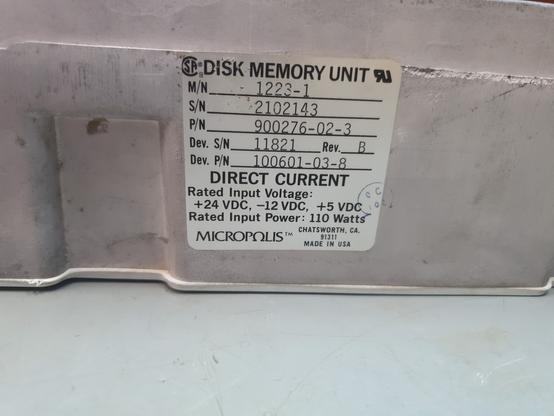 SA DISK MEMORY UNIT RU
M/N 1223-1
S/N 2102143
P/N 900276-02-3
Dev. S/N 11821 Rev. B
Dev. P/N 100601-03-8
DIRECT CURRENT
Rated Input Voltage:
+24 VDC, –12 VDC, +5 VDC
Rated Input Power: 110 Watts
MICROPOLIS™ CHATSWORTH, CA.
91311
MADE IN USA